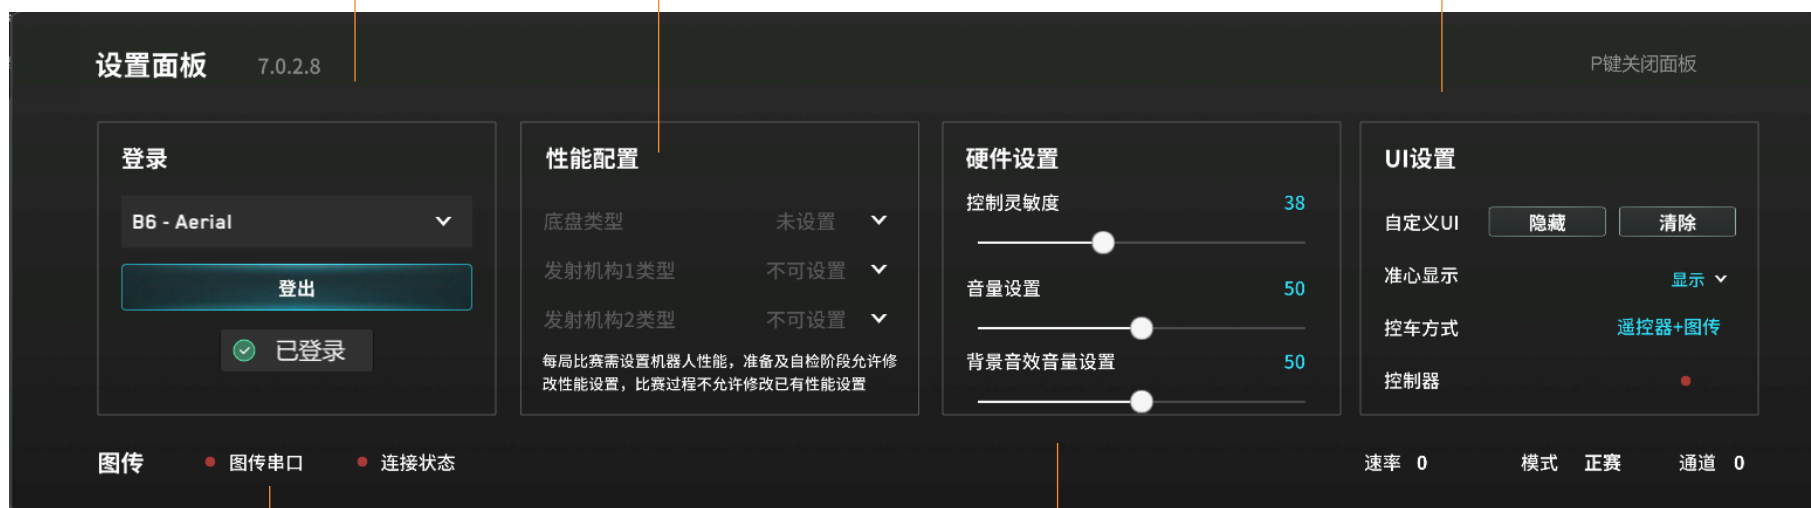 设置面板 7.0.2.8 P键关闭面板
登录
B6 - Aerial
登出
已登录
性能配置
底盘类型 未设置
发射机构1类型 不可设置
发射机构2类型 不可设置
每局比赛需设置机器人性能，准备及自检阶段允许修
改性能设置，比赛过程不允许修改已有性能设置
硬件设置
控制灵敏度 38
音量设置 50
背景音效音量设置 50
UI设置
自定义UI 隐藏 清除
准心显示 显示
控车方式 遥控器+图传
控制器
图传 图传串口 连接状态 速率 0 模式 正赛 通道 0